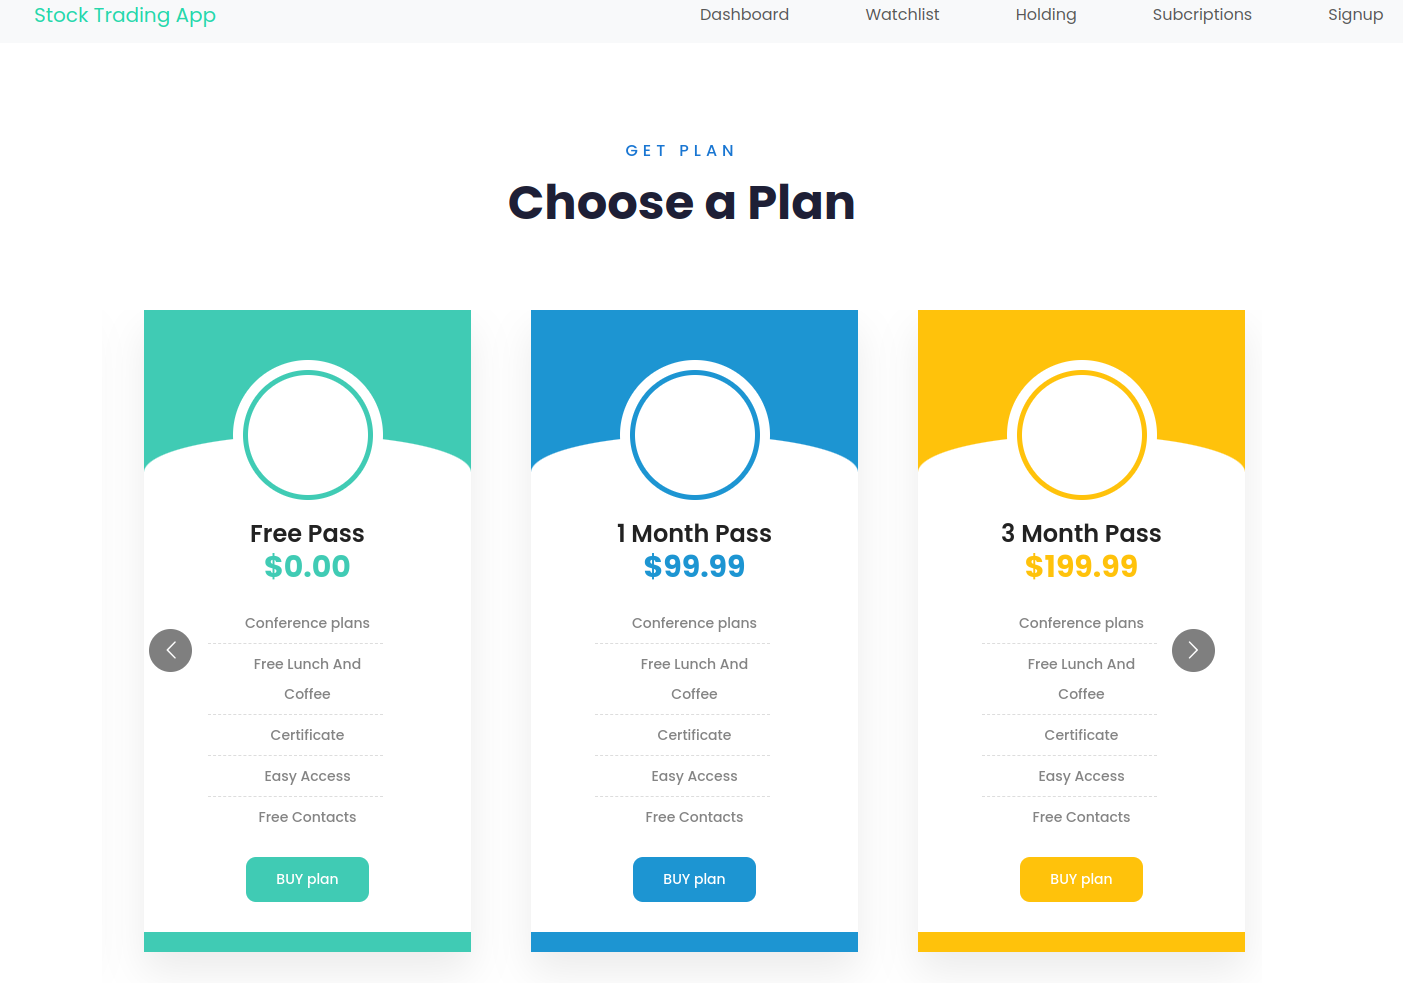 Stock Trading App
Dashboard
Watchlist
Holding
Subcriptions
Signup
GET PLAN
Choose a Plan
Free Pass
$0.00
Conference plans
Free Lunch And
Coffee
Certificate
Easy Access
Free Contacts
BUY plan
1 Month Pass
$99.99
Conference plans
Free Lunch And
Coffee
Certificate
Easy Access
Free Contacts
BUY plan
3 Month Pass
$199.99
Conference plans
Free Lunch And
Coffee
Certificate
Easy Access
Free Contacts
BUY plan